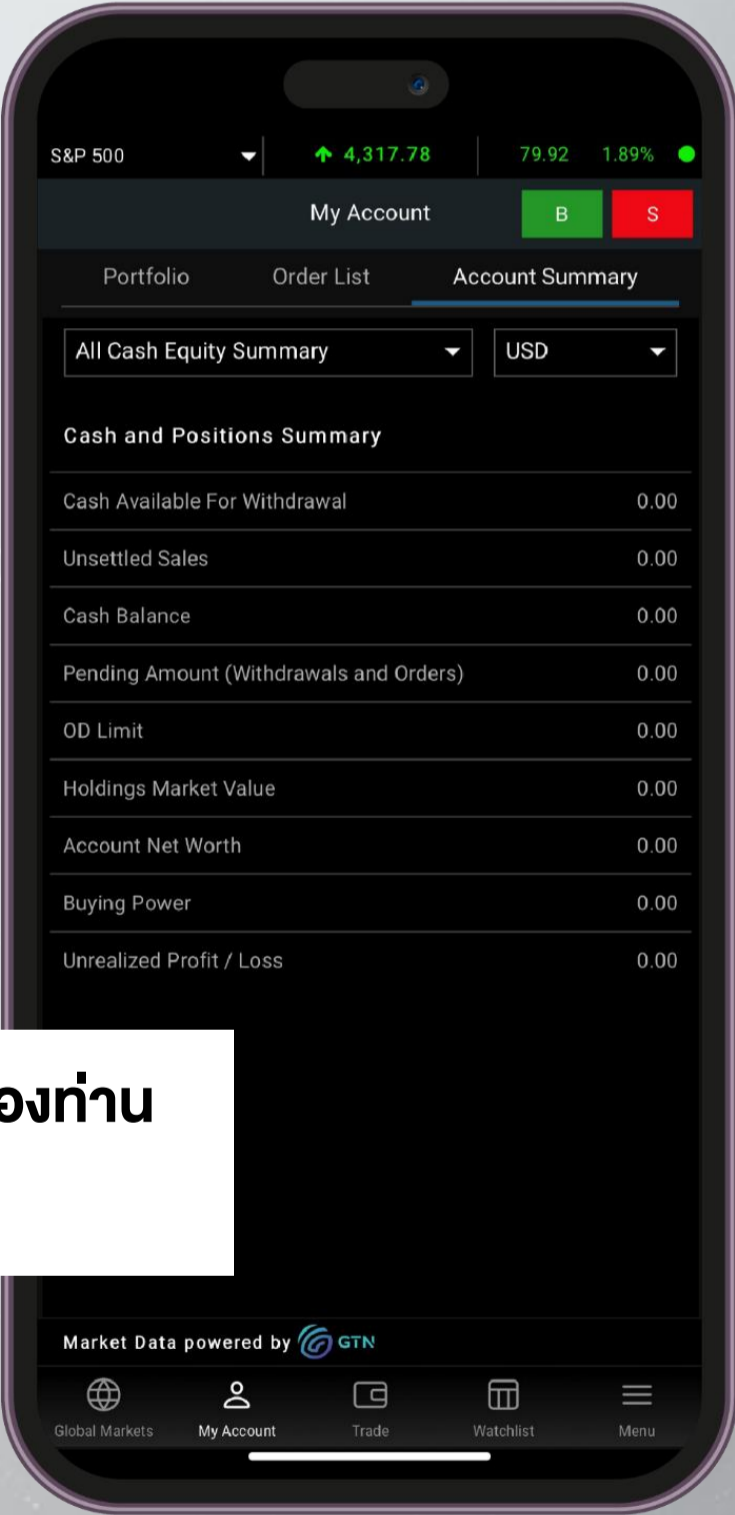 S&P 500 4,317.78 79.92 1.89%
My Account B S
Portfolio Order List Account Summary
All Cash Equity Summary USD
Cash and Positions Summary
Cash Available For Withdrawal 0.00
Unsettled Sales 0.00
Cash Balance 0.00
Pending Amount (Withdrawals and Orders) 0.00
OD Limit 0.00
Holdings Market Value 0.00
Account Net Worth 0.00
Buying Power 0.00
Unrealized Profit / Loss 0.00
องท่าน
Market Data powered by GTN
Global Markets My Account Trade Watchlist Menu